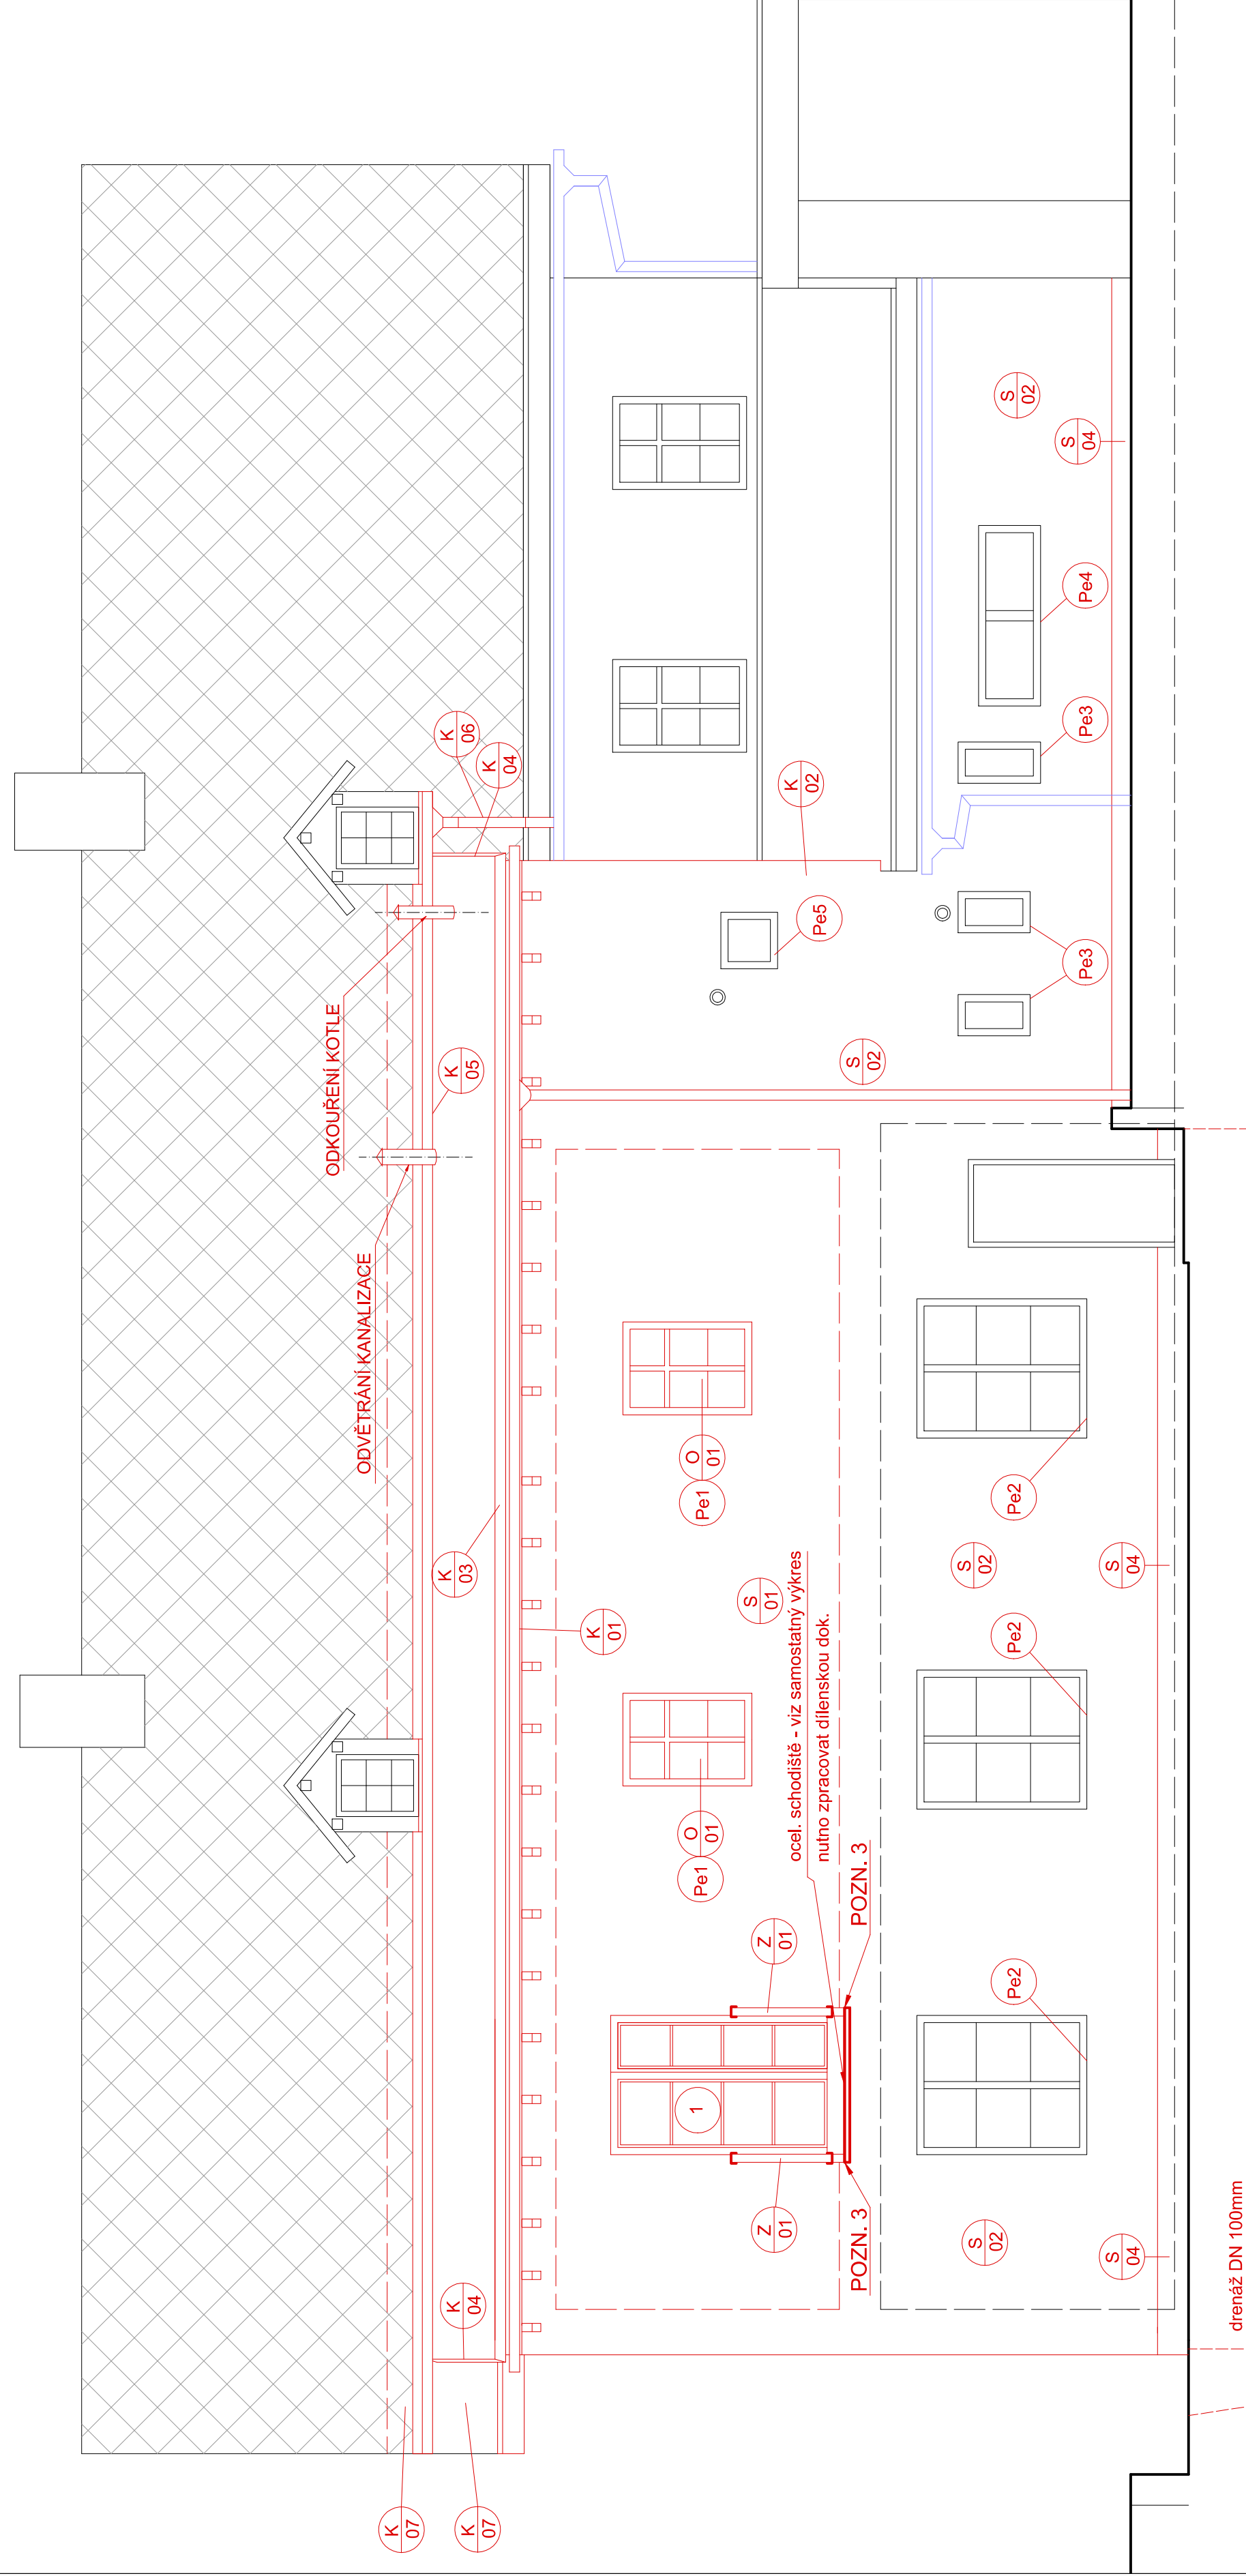 ODKOUŘENÍ KOTLE
ODVĚTRÁNÍ KANALIZACE
K
07
K
04
K
03
K
05
K
06
K
07
K
04
K
01
1
Pe1
O
01
Pe1
O
01
S
01
Z
01
Z
01
K
02
Pe5
ocel. schodiště - viz samostatný výkres
nutno zpracovat dílenskou dok.
POZN. 3
POZN. 3
S
02
S
02
Pe2
Pe2
S
02
Pe2
S
02
S
04
S
04
Pe3
Pe3
Pe4
S
04
drenáž DN 100mm